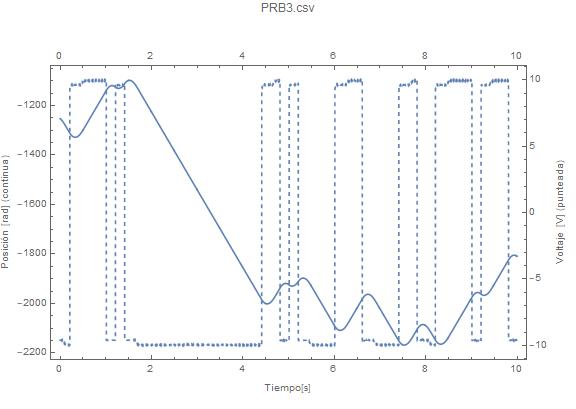 PRB3.csv
0 2 4 6 8 10
-1200
-1400
-1600
-1800
-2000
-2200
10
5
0
-5
-10
Posición [rad] (continua)
Voltaje [V] (punteada)
0 2 4 6 8 10
Tiempo[s]